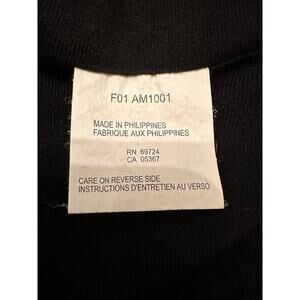 F01 AM1001
MADE IN PHILIPPINES
FABRIQUE AUX PHILIPPINES
RN 69724
CA 05367
CARE ON REVERSE SIDE
INSTRUCTIONS D'ENTRETIEN AU VERSO